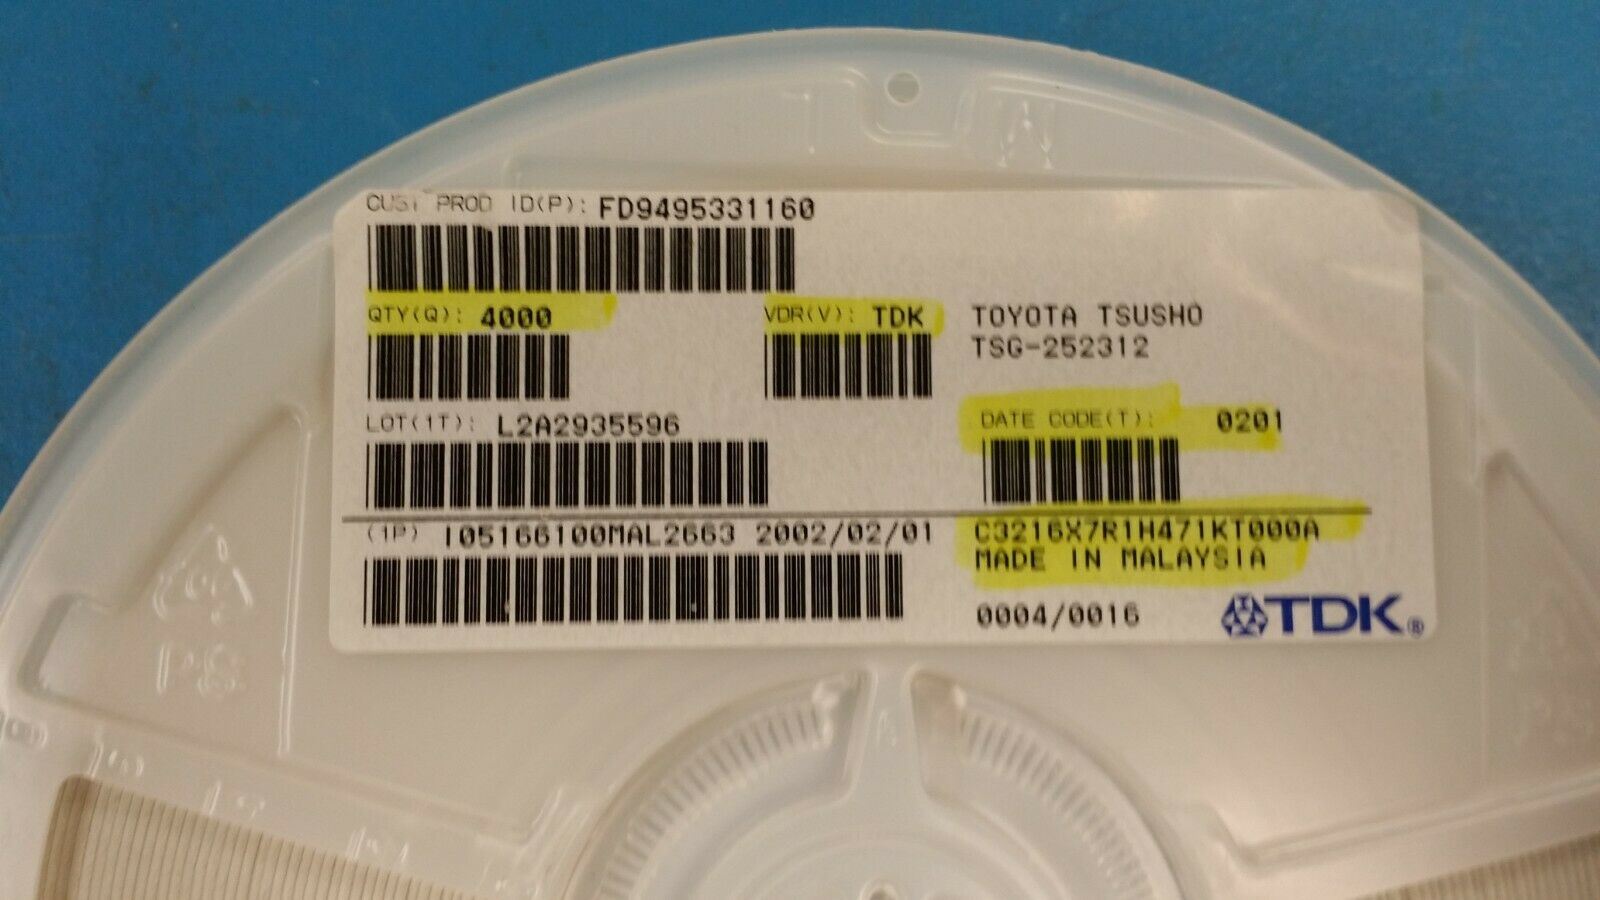 CUST PROD ID(P): FD9495331160
QTY(Q): 4000
VDR(V): TDK
TOYOTA TSUSHO
TSG-252312
LOT(1T): L2A2935596
DATE CODE(T): 0201
(1P) I05166100MAL2663 2002/02/01
C3216X7R1H471KT000A
MADE IN MALAYSIA
0004/0016
TDK®
PS